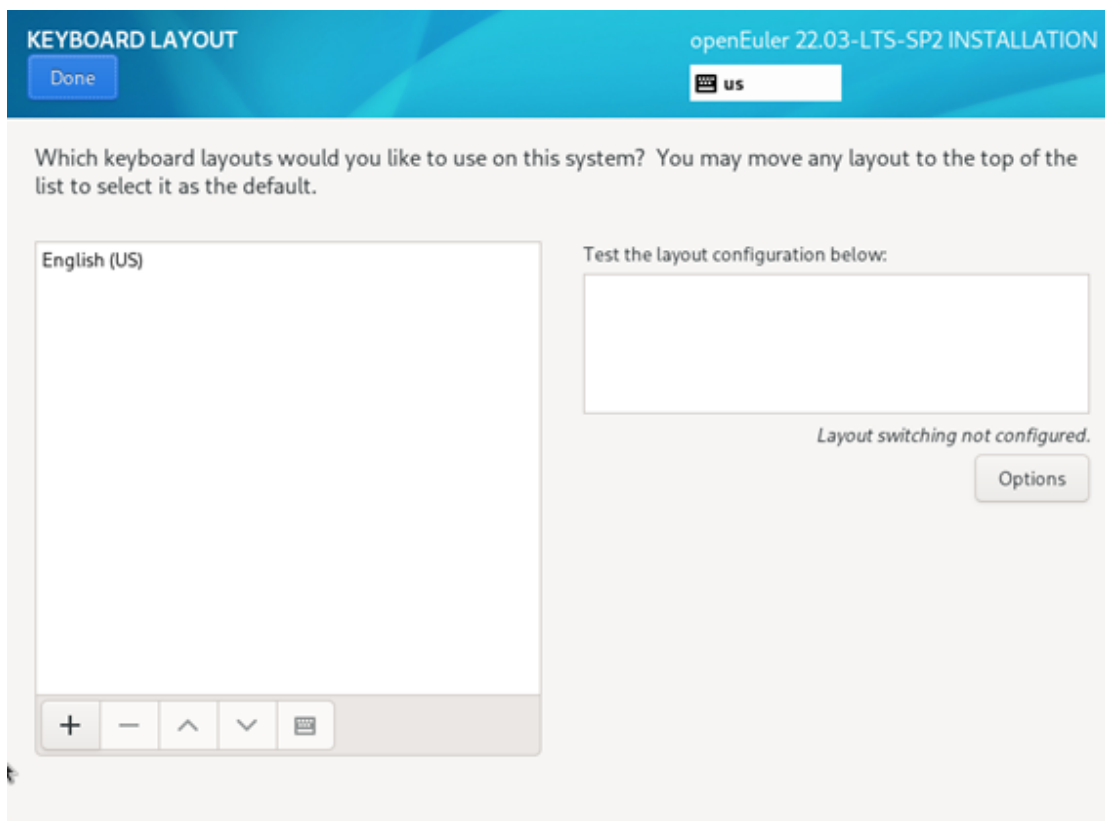 KEYBOARD LAYOUT
openEuler 22.03-LTS-SP2 INSTALLATION
Done
us
Which keyboard layouts would you like to use on this system?  You may move any layout to the top of the
list to select it as the default.
English (US)
Test the layout configuration below:
Layout switching not configured.
Options